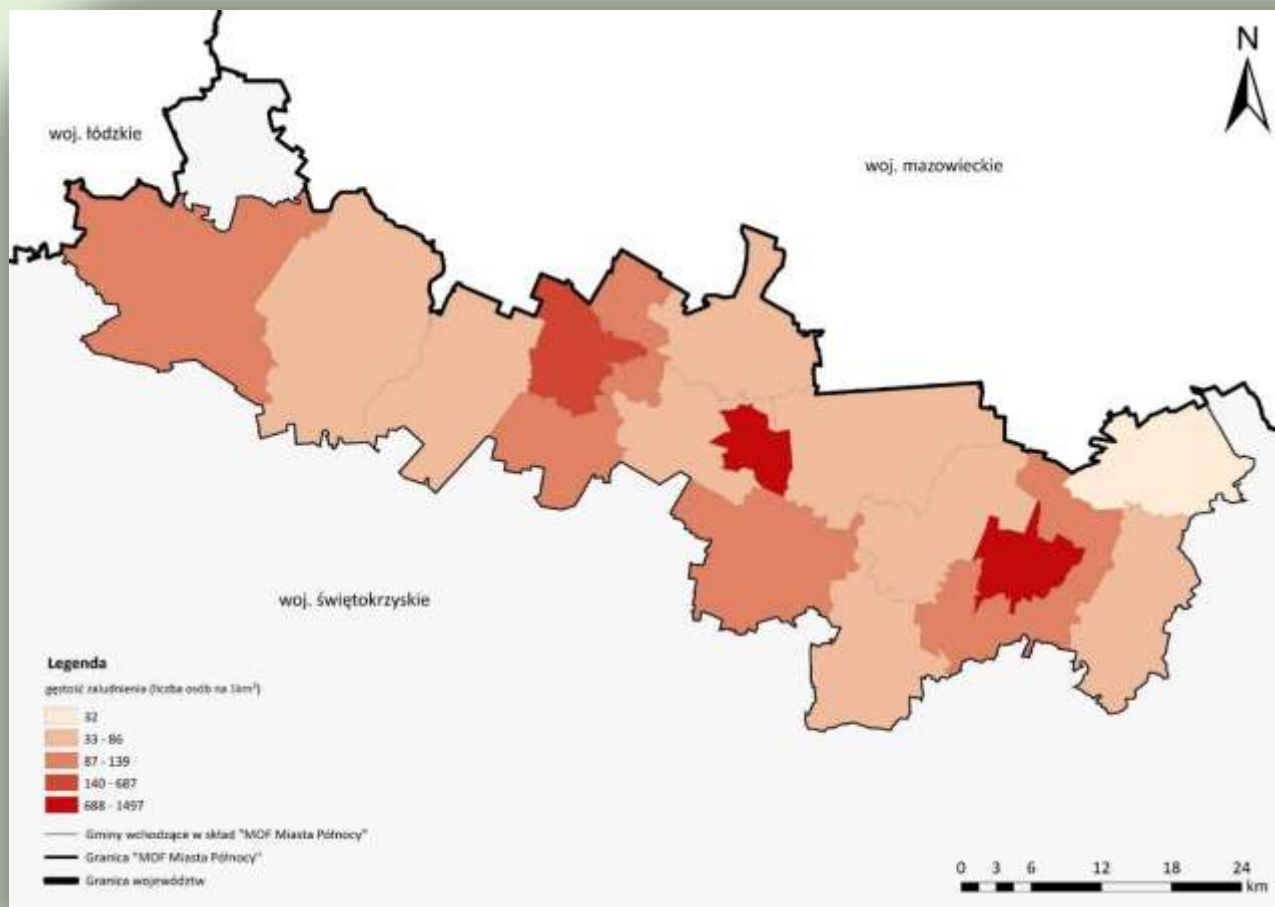 N
woj. łódzkie
woj. mazowieckie
woj. świętokrzyskie
Legenda
gęstość zaludnienia (liczba osób na 1km²)
32
33 - 86
87 - 139
140 - 687
688 - 1497
Gminy wchodzące w skład "MOF Miasta Północy"
Granica "MOF Miasta Północy"
Granica województw
0 3 6 12 18 24
km